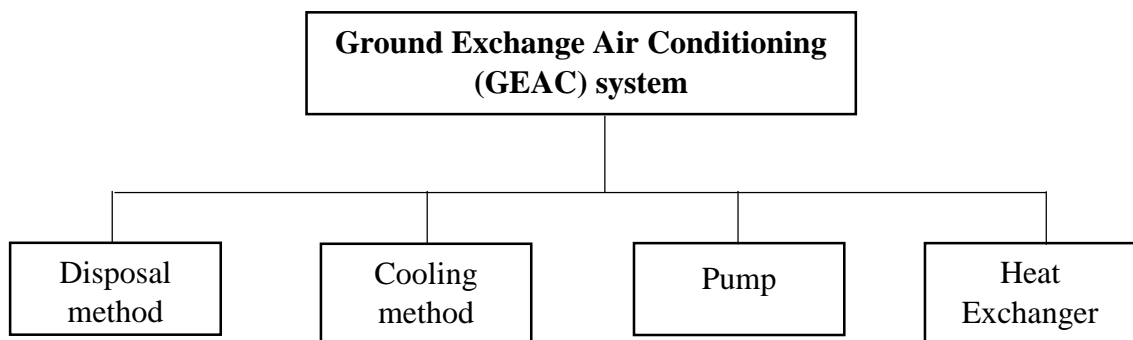 Ground Exchange Air Conditioning
(GEAC) system
Disposal
method
Cooling
method
Pump
Heat
Exchanger